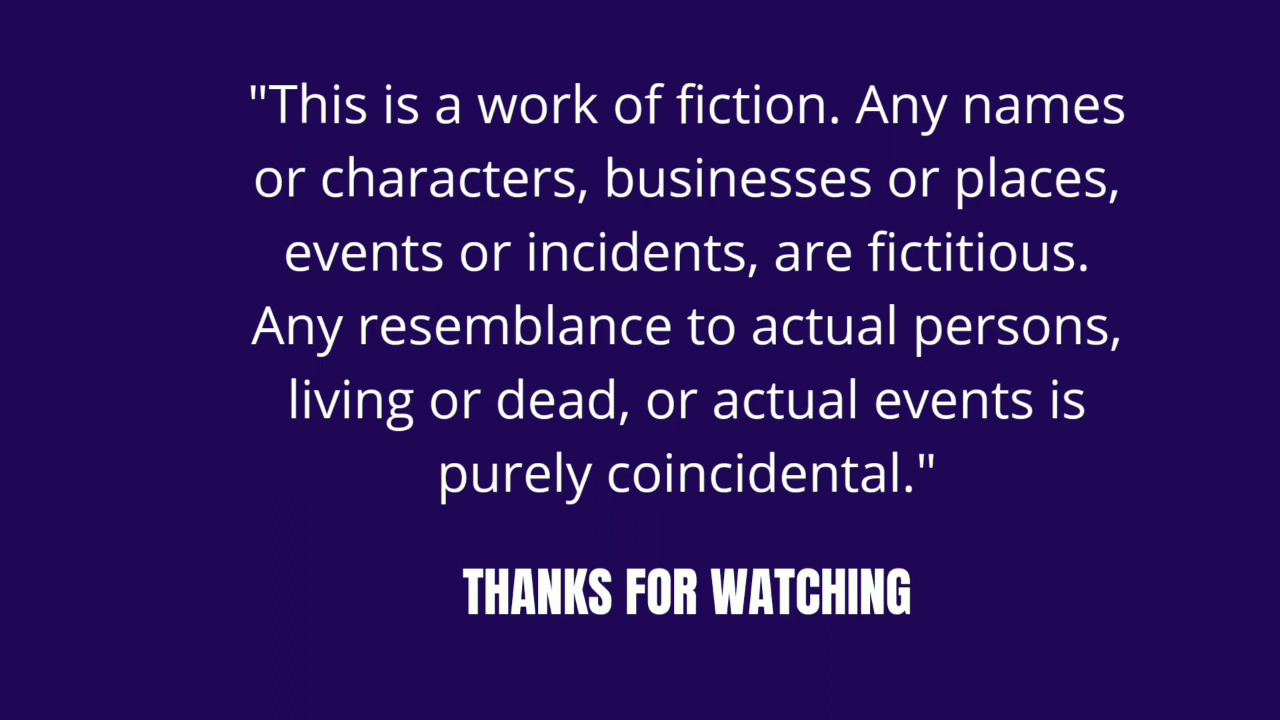 "This is a work of fiction. Any names
or characters, businesses or places,
events or incidents, are fictitious.
Any resemblance to actual persons,
living or dead, or actual events is
purely coincidental."
THANKS FOR WATCHING